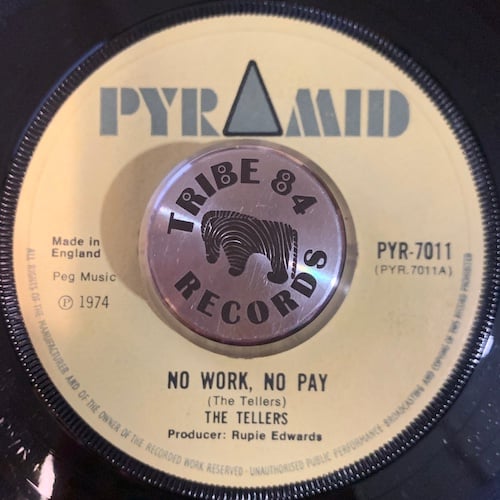 PYRAMID
TRIBE 84
RECORDS
Made in
England
Peg Music
℗ 1974
PYR-7011
(PYR.7011A)
NO WORK, NO PAY
(The Tellers)
THE TELLERS
Producer: Rupie Edwards
ALL RIGHTS OF THE MANUFACTURER AND OF THE OWNER OF THE RECORDED WORK RESERVED - UNAUTHORISED PUBLIC PERFORMANCE BROADCASTING AND COPYING OF THIS RECORD PROHIBITED